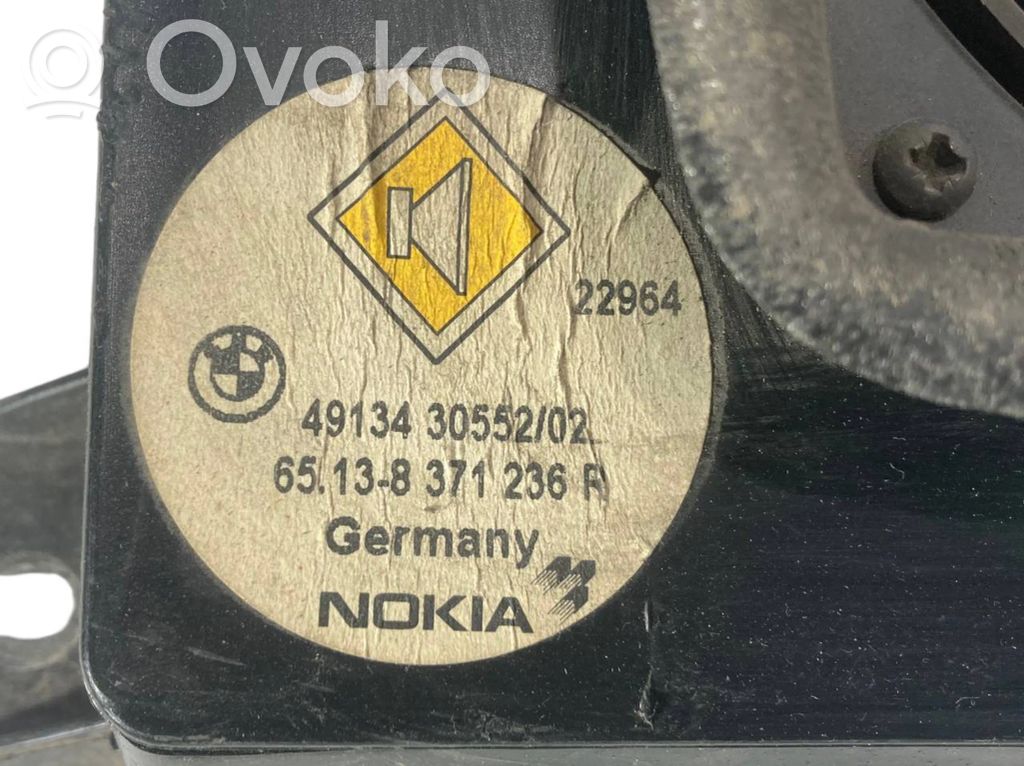 Ovoko
22964
49134 30552/02
65.13-8 371 236 R
Germany
NOKIA